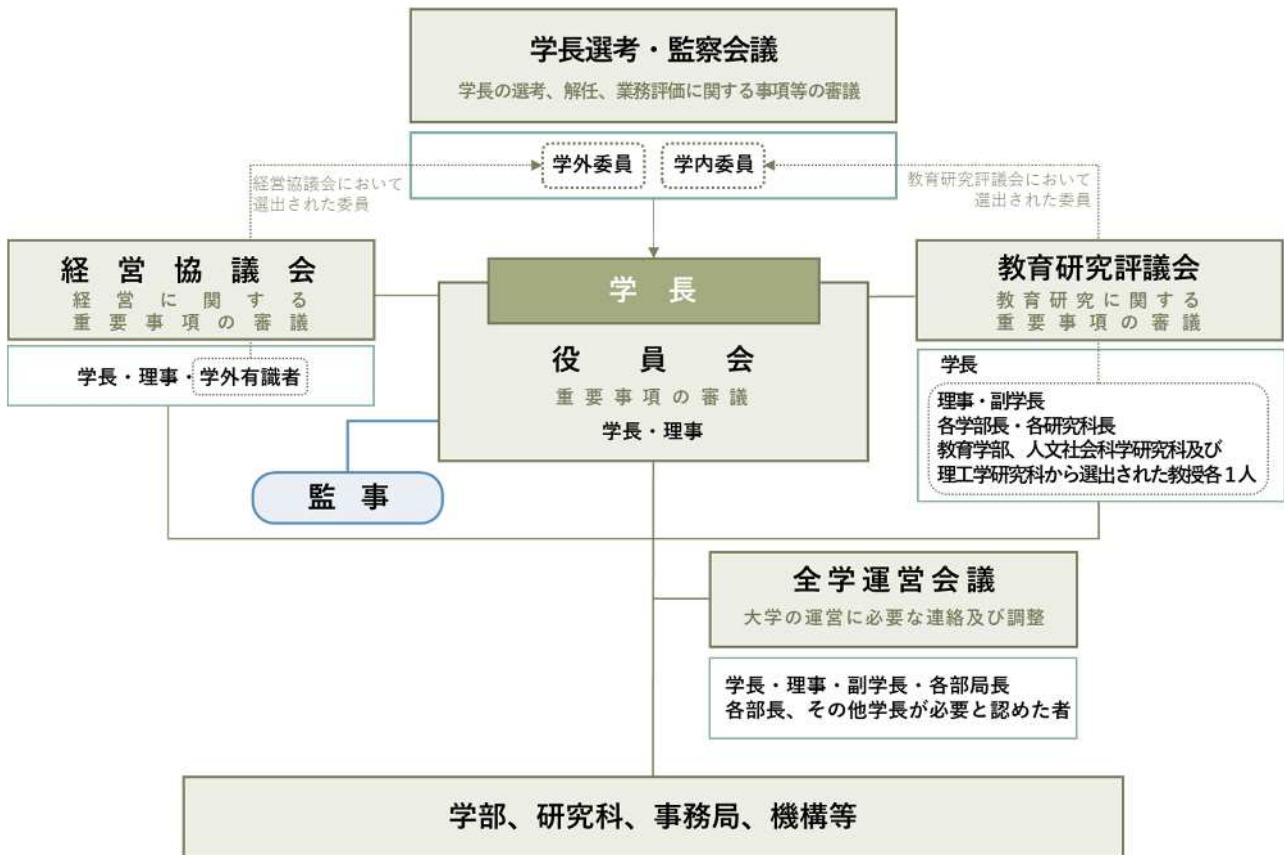 学長選考・監察会議
学長の選考、解任、業務評価に関する事項等の審議
学外委員
学内委員
経営協議会において
選出された委員
教育研究評議会において
選出された委員
経営協議会
経営に関する
重要事項の審議
学長・理事・学外有識者
学長
役員会
重要事項の審議
学長・理事
監事
教育研究評議会
教育研究に関する
重要事項の審議
学長
理事・副学長
各学部長・各研究科長
教育学部、人文社会科学研究科及び
理工学研究科から選出された教授各1人
全学運営会議
大学の運営に必要な連絡及び調整
学長・理事・副学長・各部局長
各部長、その他学長が必要と認めた者
学部、研究科、事務局、機構等